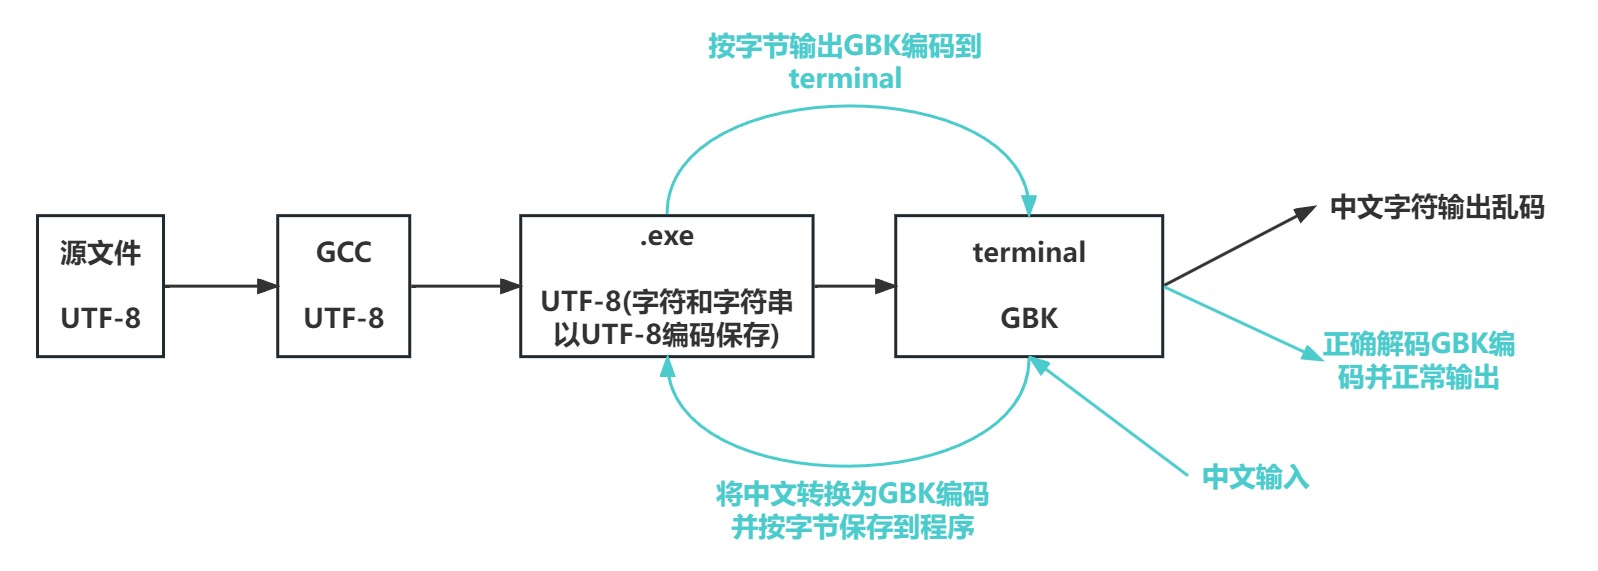 按字节输出GBK编码到
terminal
源文件
UTF-8
GCC
UTF-8
.exe
UTF-8(字符和字符串
以UTF-8编码保存)
terminal
GBK
中文字符输出乱码
正确解码GBK编
码并正常输出
中文输入
将中文转换为GBK编码
并按字节保存到程序